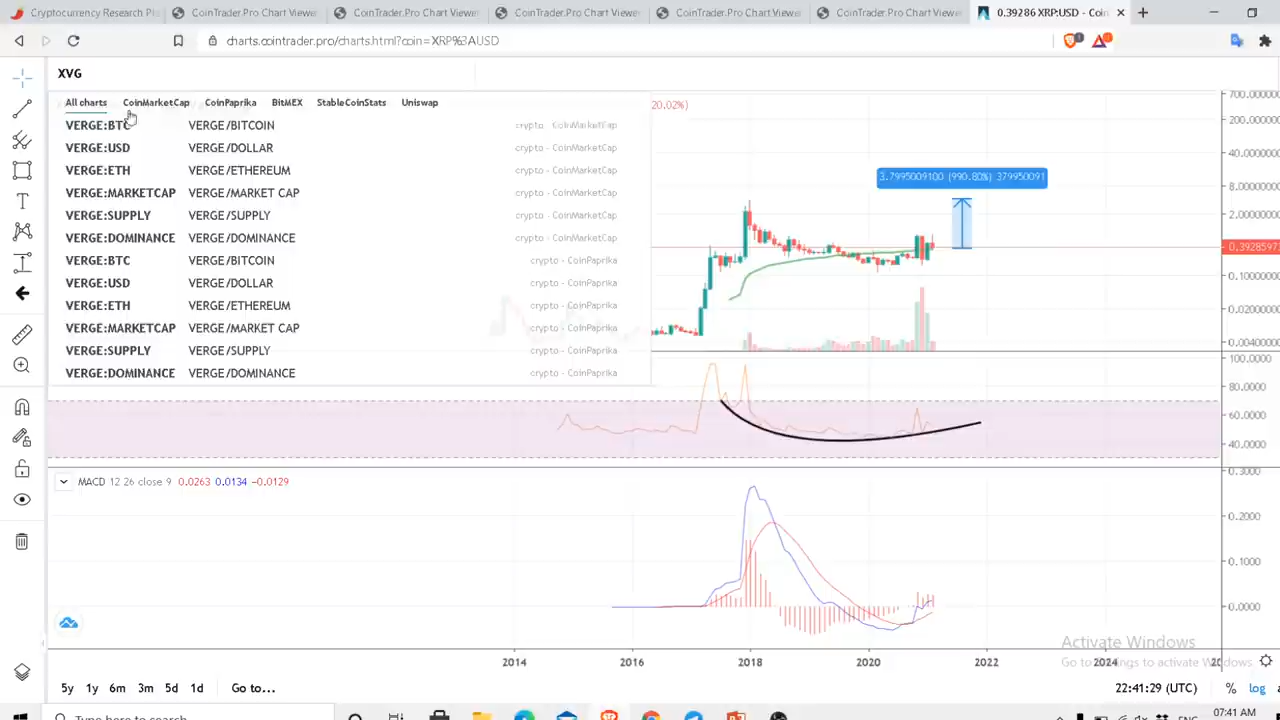 Cryptocurrency Research Pl
CoinTrader.Pro Chart Viewer
CoinTrader.Pro Chart Viewer
CoinTrader.Pro Chart Viewer
CoinTrader.Pro Chart Viewer
CoinTrader.Pro Chart Viewer
0.39286 XRP:USD - Coin
charts.cointrader.pro/charts.html?coin=XRP%3AUSD
XVG
All charts CoinMarketCap CoinPaprika BitMEX StableCoinStats Uniswap
20.02%)
VERGE:BTC VERGE/BITCOIN crypto - CoinMarketCap
VERGE:USD VERGE/DOLLAR crypto - CoinMarketCap
VERGE:ETH VERGE/ETHEREUM crypto - CoinMarketCap
VERGE:MARKETCAP VERGE/MARKET CAP crypto - CoinMarketCap
VERGE:SUPPLY VERGE/SUPPLY crypto - CoinMarketCap
VERGE:DOMINANCE VERGE/DOMINANCE crypto - CoinMarketCap
VERGE:BTC VERGE/BITCOIN crypto - CoinPaprika
VERGE:USD VERGE/DOLLAR crypto - CoinPaprika
VERGE:ETH VERGE/ETHEREUM crypto - CoinPaprika
VERGE:MARKETCAP VERGE/MARKET CAP crypto - CoinPaprika
VERGE:SUPPLY VERGE/SUPPLY crypto - CoinPaprika
VERGE:DOMINANCE VERGE/DOMINANCE crypto - CoinPaprika
3.7995009100 (990.80%) 379950091
700.000000
200.00000
40.000000
8.0000000
2.0000000
0.3928597
0.1000000
0.0200000
0.0040000
100.0000
80.0000
60.0000
40.0000
MACD 12 26 close 9 0.0263 0.0134 −0.0129
0.3000
0.2000
0.1000
0.0000
Activate Windows
Go to Settings to activate Windows.
2014 2016 2018 2020 2022 2024
5y 1y 6m 3m 5d 1d Go to...
22:41:29 (UTC) % log
Type here to search
ENG
07:41 AM